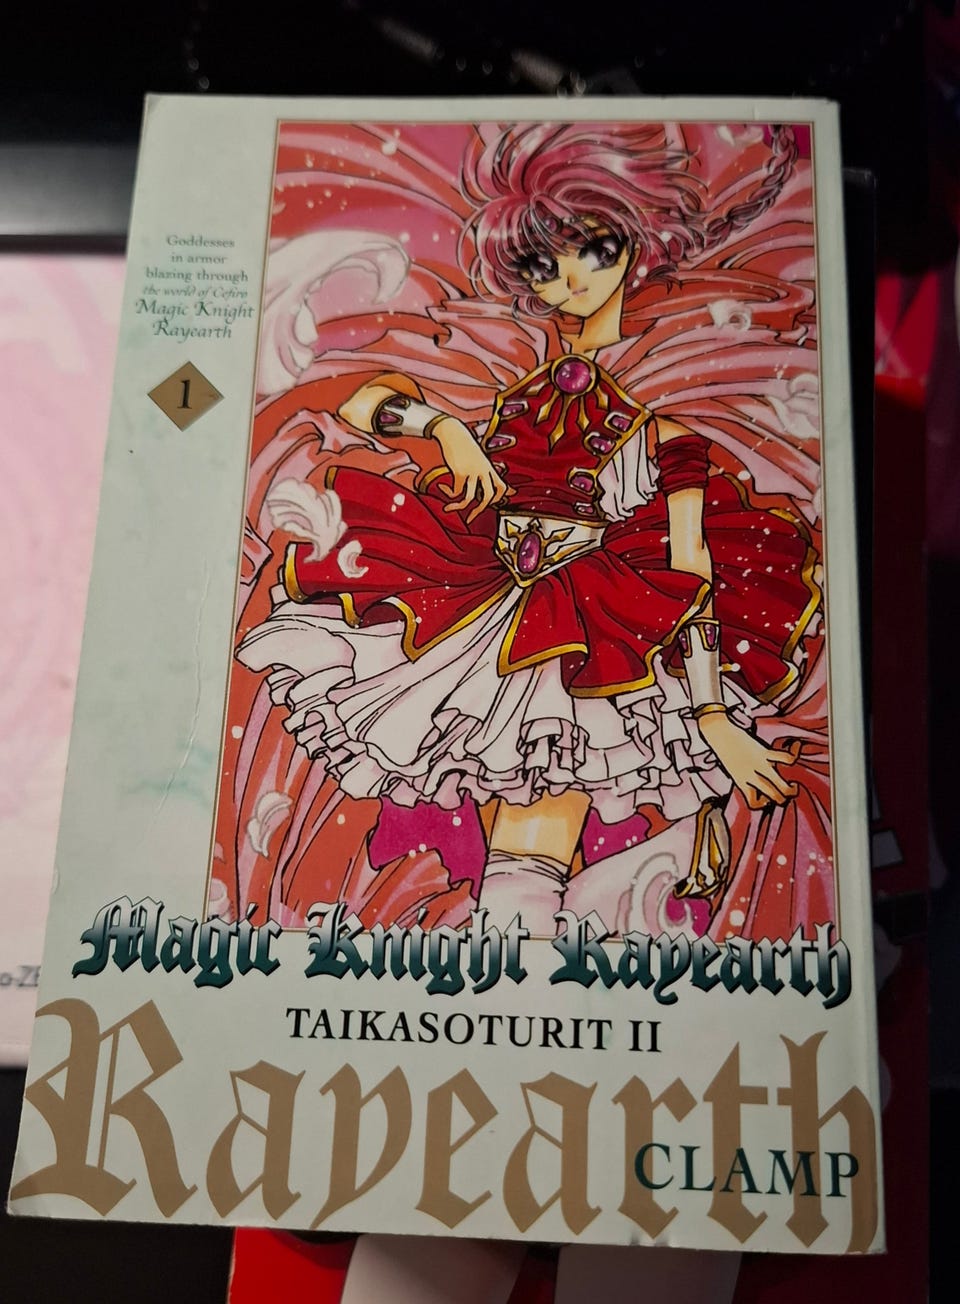 Goddesses
in armor
blazing through
the world of Cefiro
Magic Knight
Rayearth
1
Magic Knight Rayearth
TAIKASOTURIT II
Rayearth
CLAMP